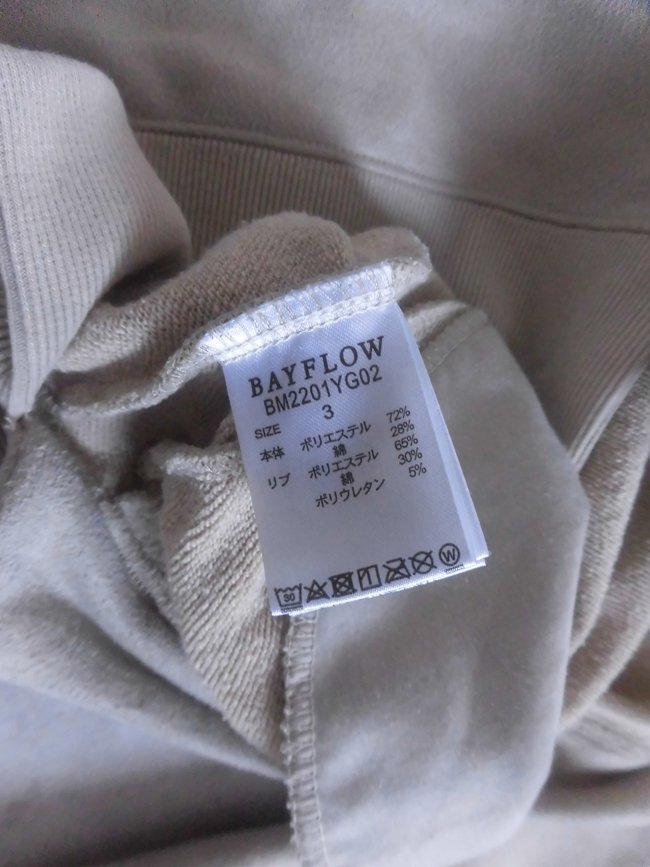 BAYFLOW
BM2201YG02
SIZE 3
本体 ポリエステル 72%
綿 28%
リブ ポリエステル 65%
綿 30%
ポリウレタン 5%
30 W